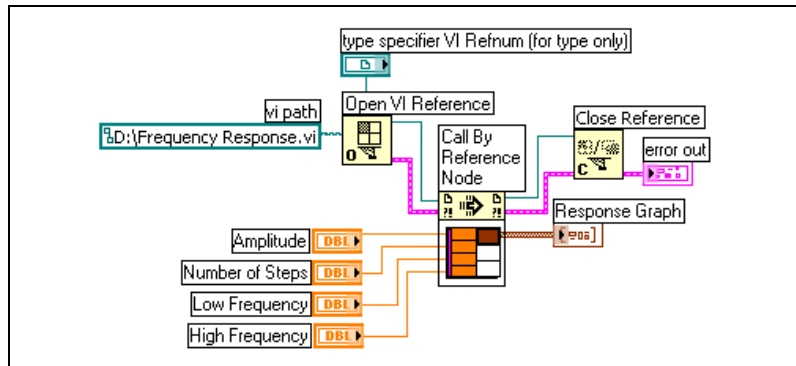 type specifier VI Refnum (for type only)
vi path
Open VI Reference
D:\Frequency Response.vi
O
Call By
Reference
Node
Close Reference
C
error out
?!
?!
Response Graph
Amplitude
DBL
Number of Steps
DBL
Low Frequency
DBL
High Frequency
DBL